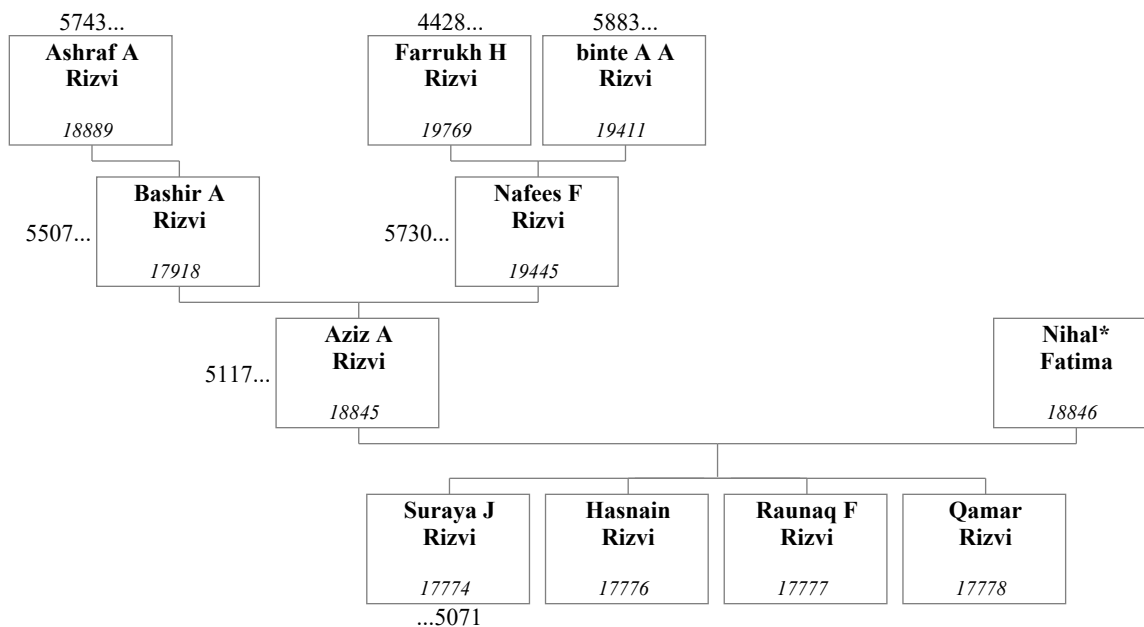 5743...
Ashraf A
Rizvi
18889
4428...
Farrukh H
Rizvi
19769
5883...
binte A A
Rizvi
19411
5507...
Bashir A
Rizvi
17918
5730...
Nafees F
Rizvi
19445
5117...
Aziz A
Rizvi
18845
Nihal*
Fatima
18846
Suraya J
Rizvi
17774
...5071
Hasnain
Rizvi
17776
Raunaq F
Rizvi
17777
Qamar
Rizvi
17778